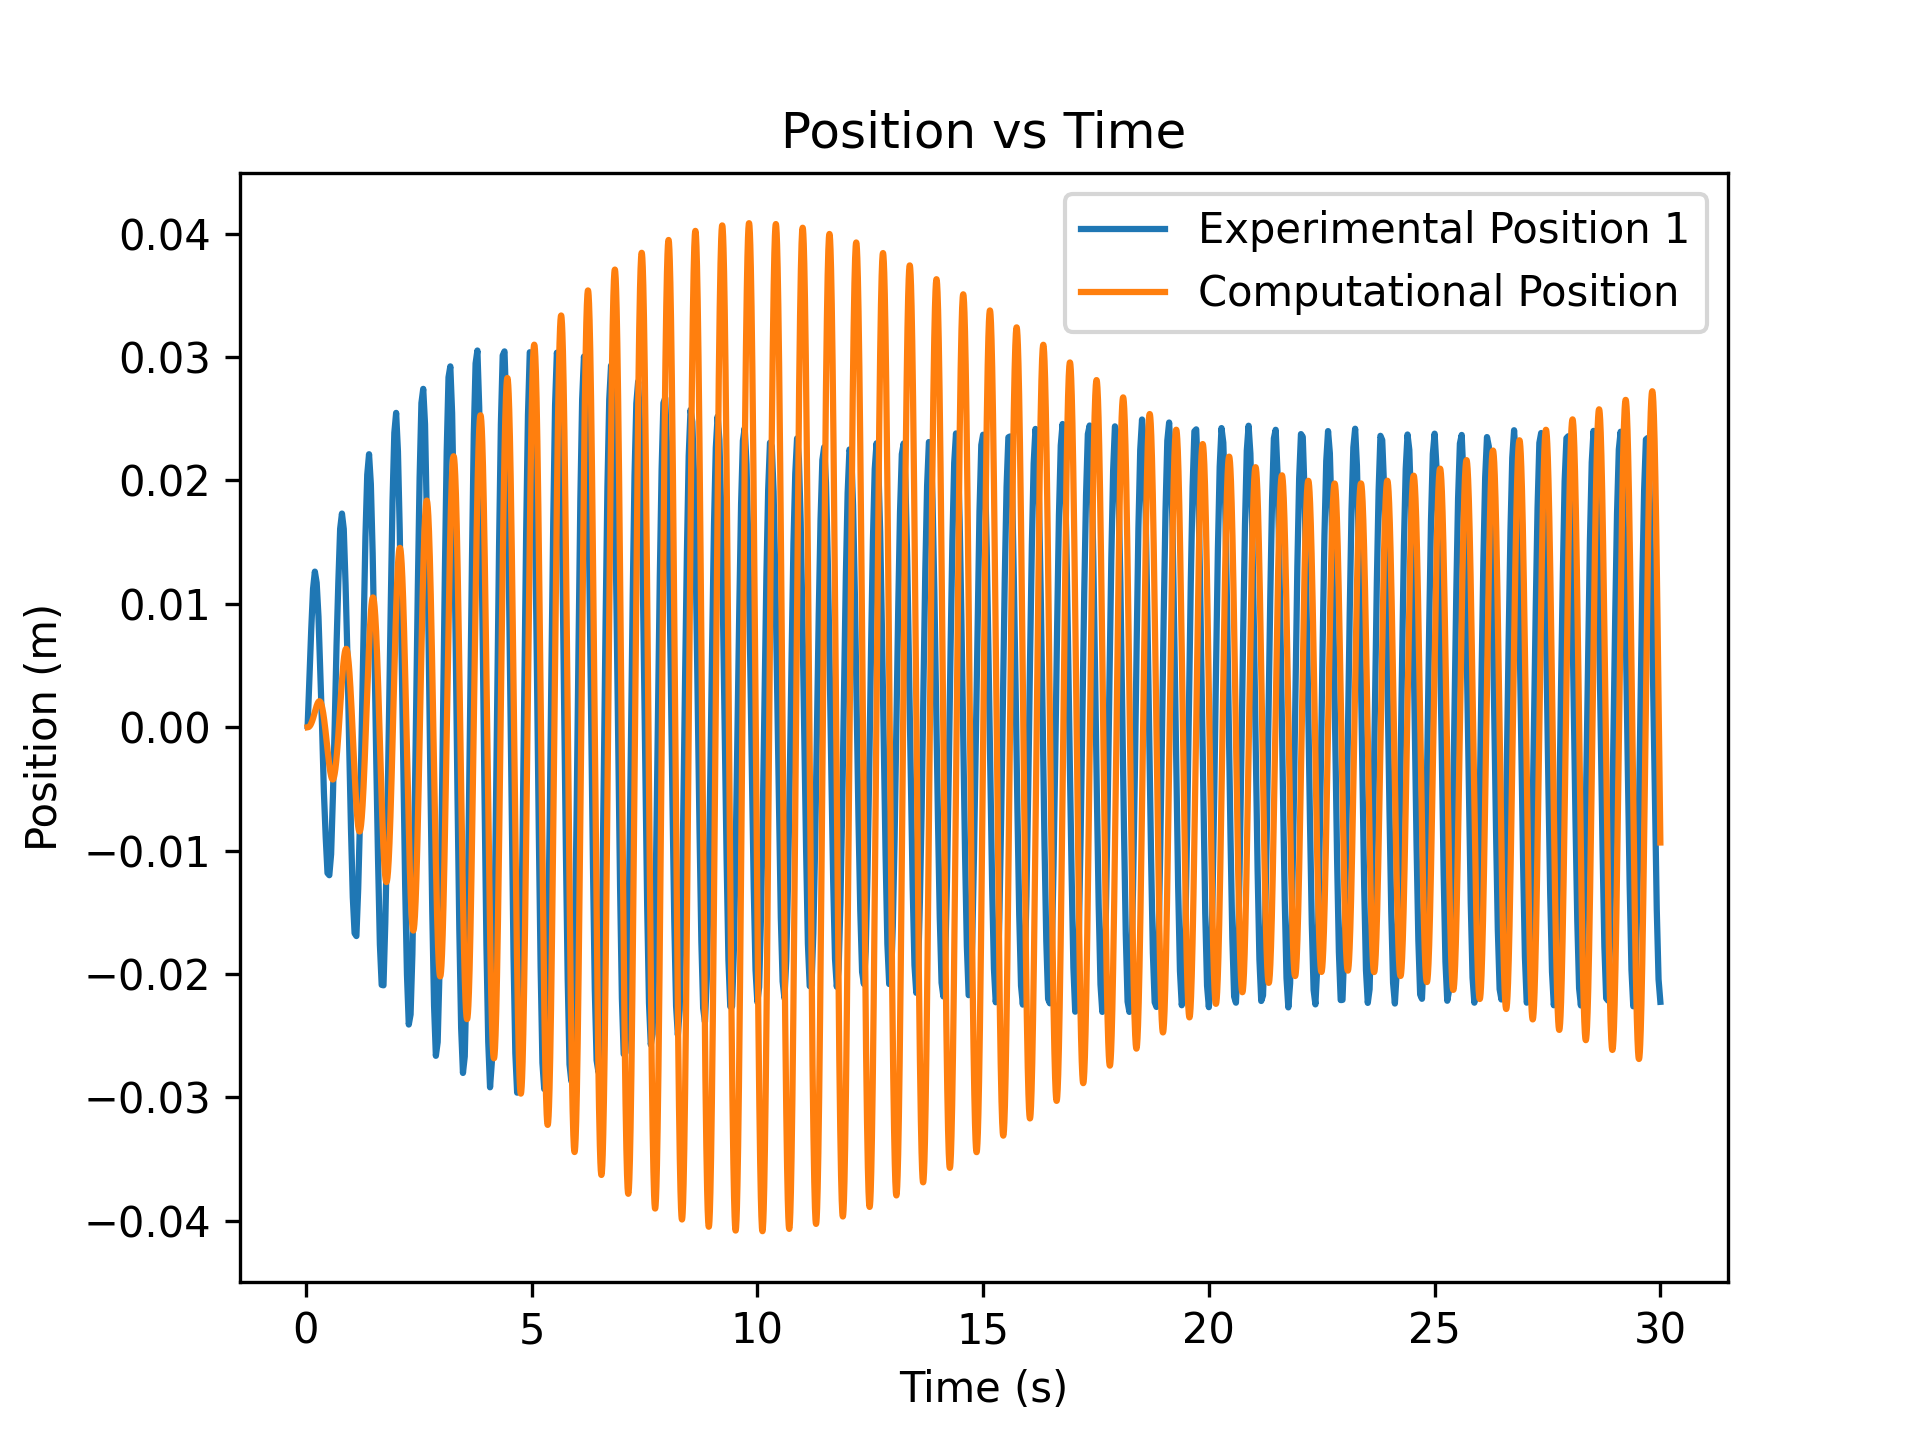 Position vs Time
Experimental Position 1
Computational Position
0.04
0.03
0.02
0.01
0.00
−0.01
−0.02
−0.03
−0.04
Position (m)
0 5 10 15 20 25 30
Time (s)